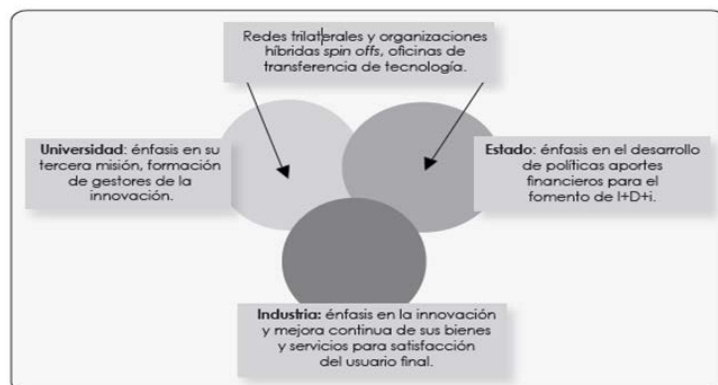 Redes trilaterales y organizaciones
híbridas spin offs, oficinas de
transferencia de tecnología.
Universidad: énfasis en su
tercera misión, formación
de gestores de la
innovación.
Estado: énfasis en el desarrollo
de políticas aportes
financieros para el
fomento de I+D+i.
Industria: énfasis en la innovación
y mejora continua de sus bienes
y servicios para satisfacción
del usuario final.